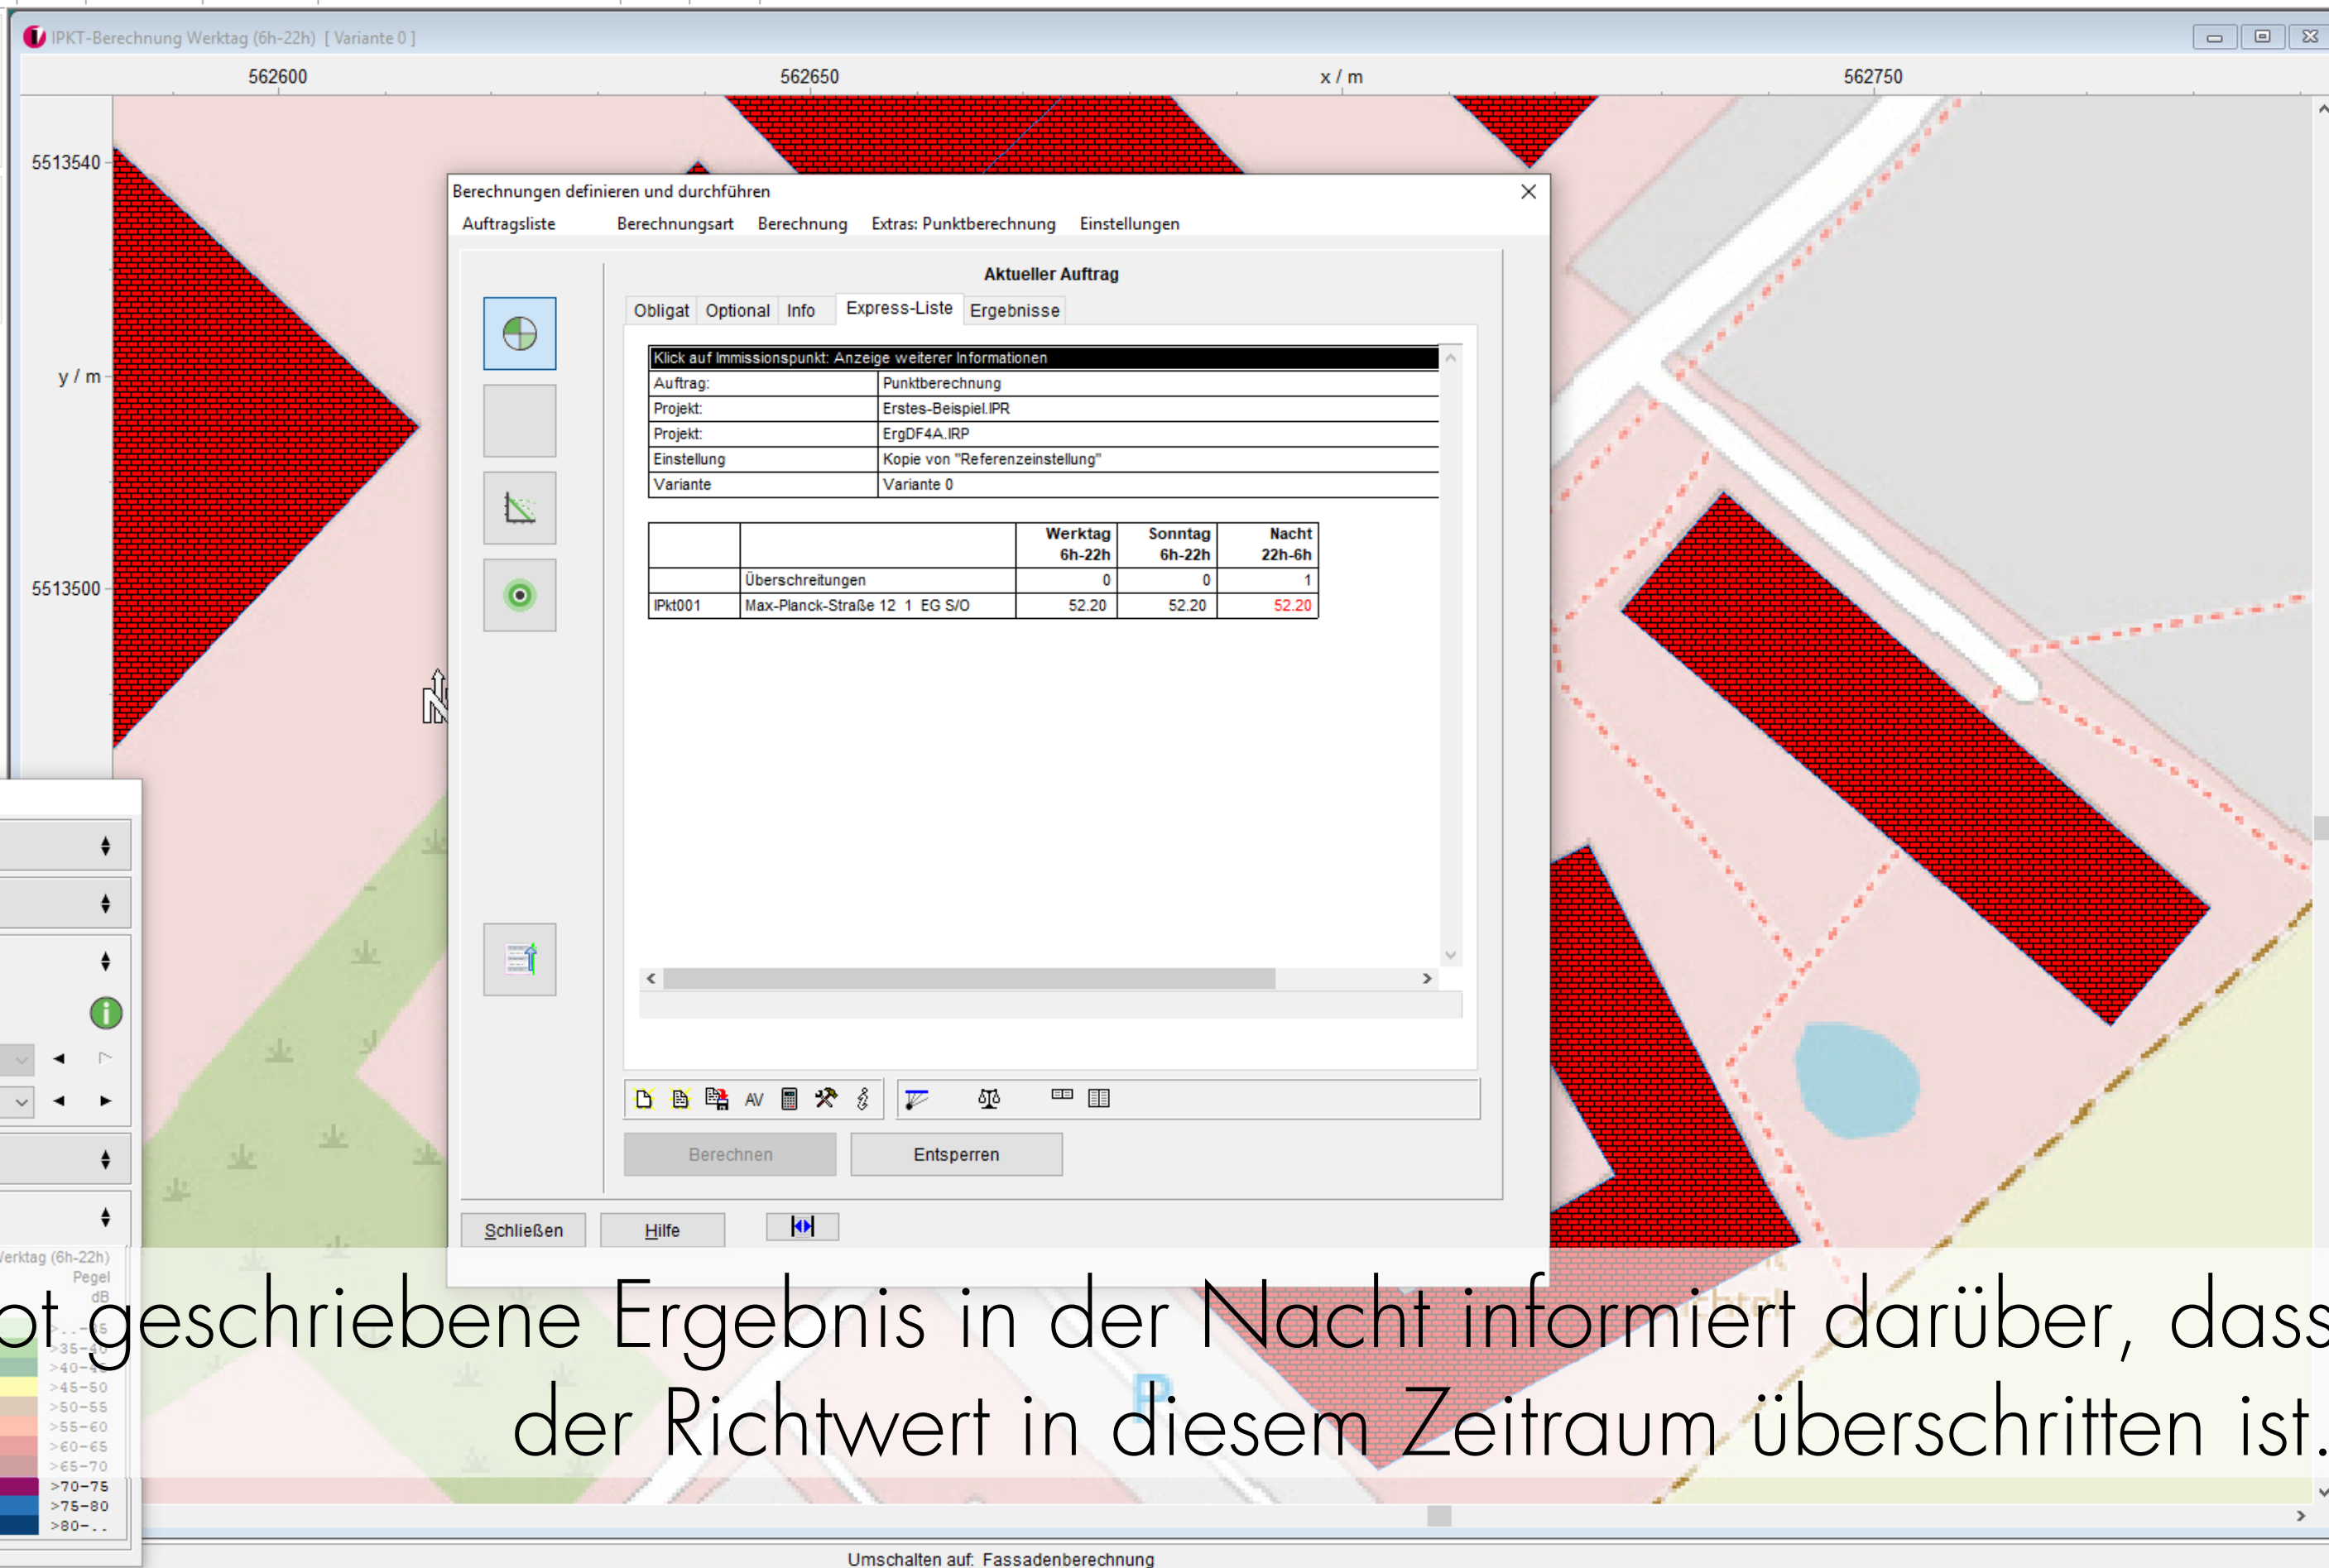 IPKT-Berechnung Werktag (6h-22h) [ Variante 0 ]
562600 562650 x / m 562750
5513540
y / m
5513500
N
Berechnungen definieren und durchführen
Auftragsliste Berechnungsart Berechnung Extras: Punktberechnung Einstellungen
Aktueller Auftrag
Obligat Optional Info Express-Liste Ergebnisse
Klick auf Immissionspunkt: Anzeige weiterer Informationen
Auftrag: Punktberechnung
Projekt: Erstes-Beispiel.IPR
Projekt: ErgDF4A.IRP
Einstellung Kopie von "Referenzeinstellung"
Variante Variante 0
Werktag Sonntag Nacht
6h-22h 6h-22h 22h-6h
Überschreitungen 0 0 1
IPkt001 Max-Planck-Straße 12 1 EG S/O 52.20 52.20 52.20
AV
Berechnen Entsperren
Schließen Hilfe
Werktag (6h-22h)
Pegel
dB
>35-40
>45-50
>50-55
>55-60
>60-65
>65-70
>70-75
>75-80
>80-..
P
geschriebene Ergebnis in der Nacht informiert darüber, dass
der Richtwert in diesem Zeitraum überschritten ist.
Umschalten auf: Fassadenberechnung